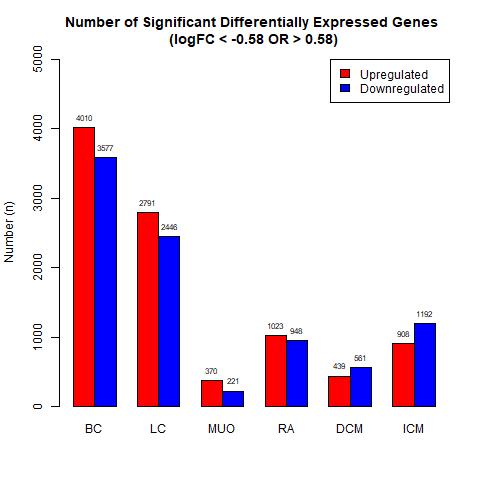 Number of Significant Differentially Expressed Genes
(logFC < -0.58 OR > 0.58)
Upregulated
Downregulated
Number (n)
5000
4000
3000
2000
1000
0
4010
3577
2791
2446
370
221
1023
948
439
561
908
1192
BC
LC
MUO
RA
DCM
ICM